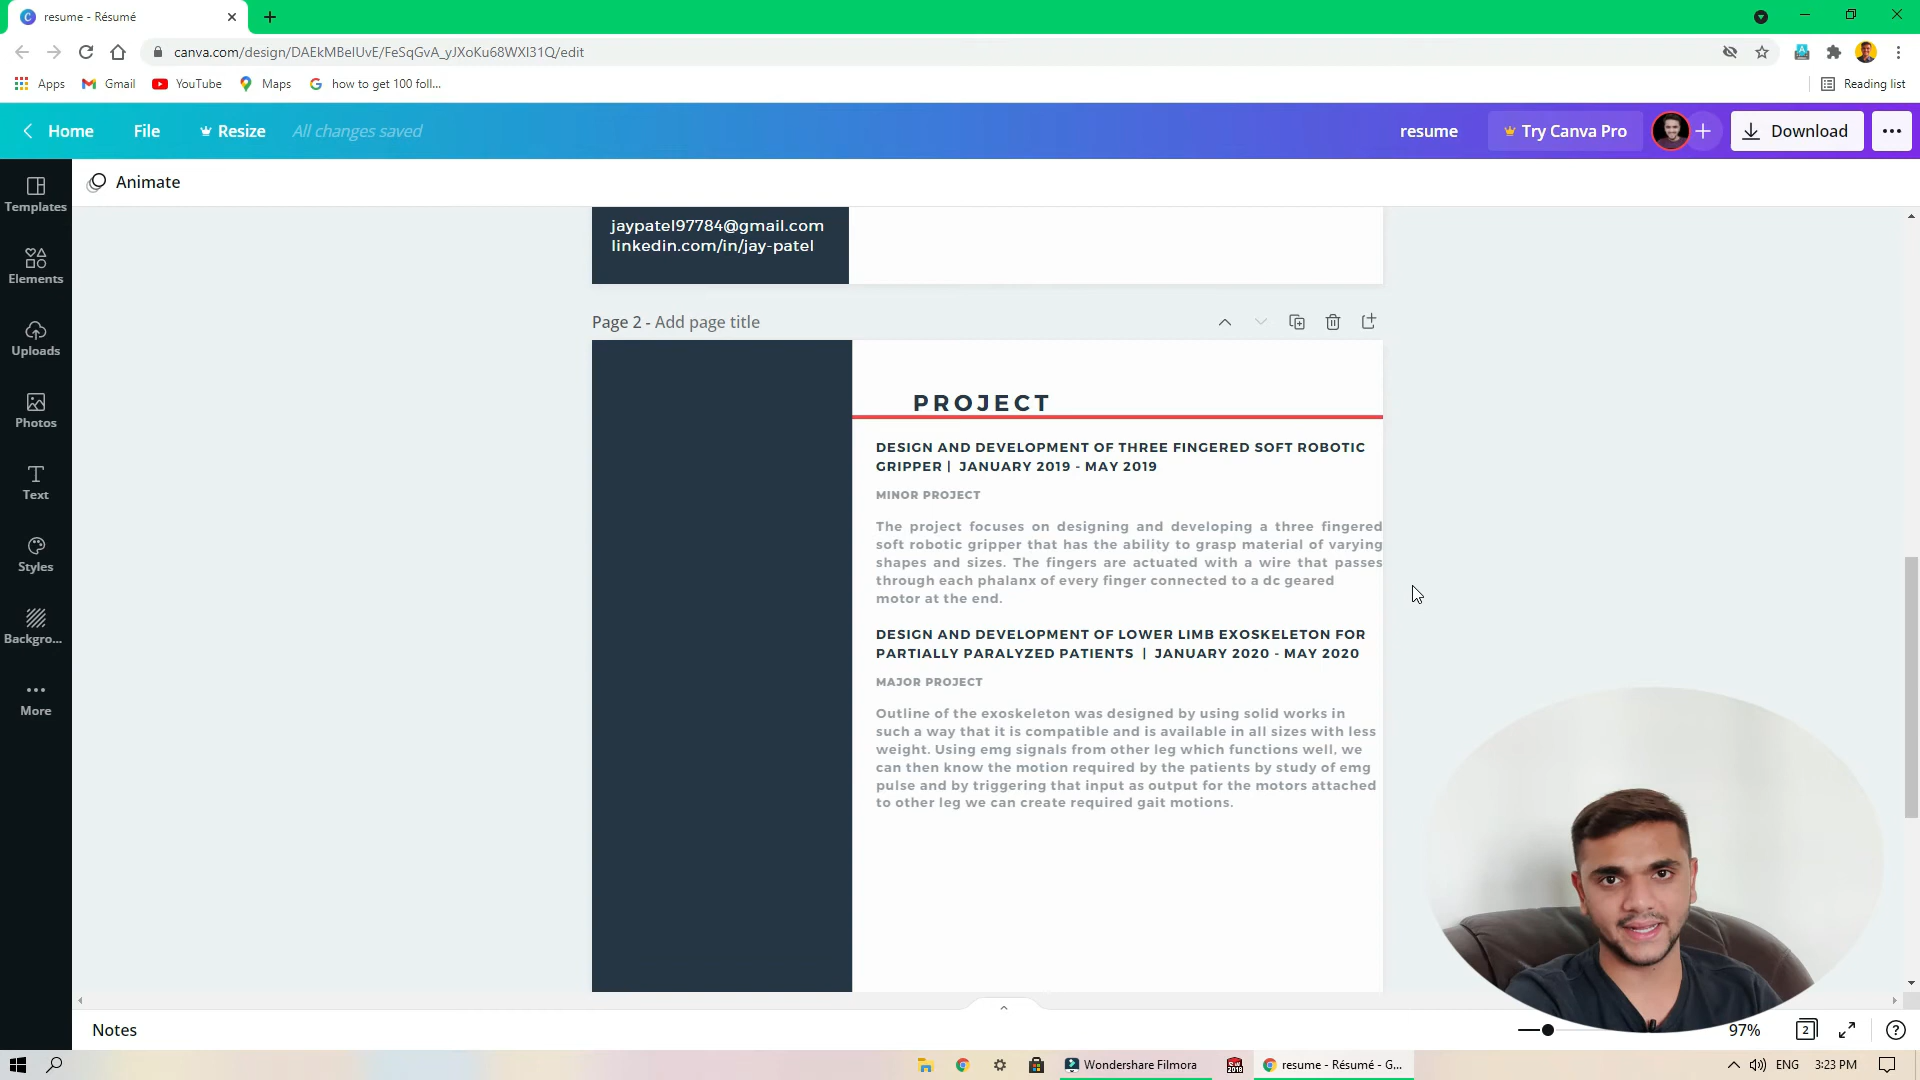 resume - Résumé
canva.com/design/DAEkMBelUvE/FeSqGvA_yJXoKu68WXl31Q/edit
Apps
Gmail
YouTube
Maps
how to get 100 foll...
Reading list
Home
File
Resize
All changes saved
resume
Try Canva Pro
Download
Animate
Templates
Elements
Uploads
Photos
Text
Styles
Backgro...
More
jaypatel97784@gmail.com
linkedin.com/in/jay-patel
Page 2 - Add page title
PROJECT
DESIGN AND DEVELOPMENT OF THREE FINGERED SOFT ROBOTIC
GRIPPER | JANUARY 2019 - MAY 2019
MINOR PROJECT
The project focuses on designing and developing a three fingered
soft robotic gripper that has the ability to grasp material of varying
shapes and sizes. The fingers are actuated with a wire that passes
through each phalanx of every finger connected to a dc geared
motor at the end.
DESIGN AND DEVELOPMENT OF LOWER LIMB EXOSKELETON FOR
PARTIALLY PARALYZED PATIENTS | JANUARY 2020 - MAY 2020
MAJOR PROJECT
Outline of the exoskeleton was designed by using solid works in
such a way that it is compatible and is available in all sizes with less
weight. Using emg signals from other leg which functions well, we
can then know the motion required by the patients by study of emg
pulse and by triggering that input as output for the motors attached
to other leg we can create required gait motions.
Notes
97%
2
Wondershare Filmora
2018
resume - Résumé - G...
ENG
3:23 PM